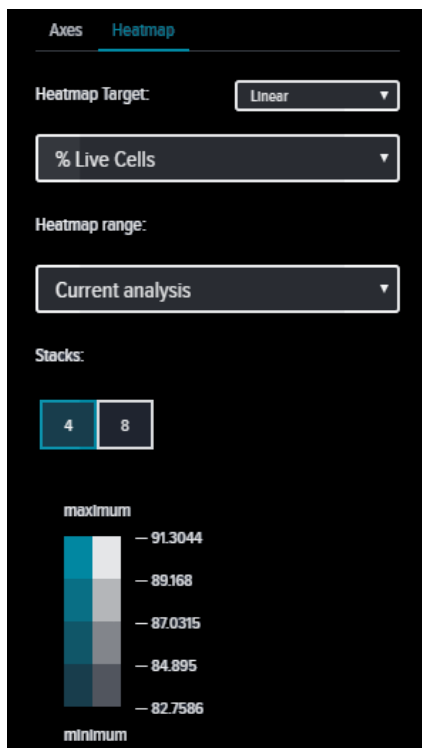 Axes Heatmap
Heatmap Target: Linear
% Live Cells
Heatmap range:
Current analysis
Stacks:
4 8
maximum
91.3044
89.168
87.0315
84.895
82.7586
minimum